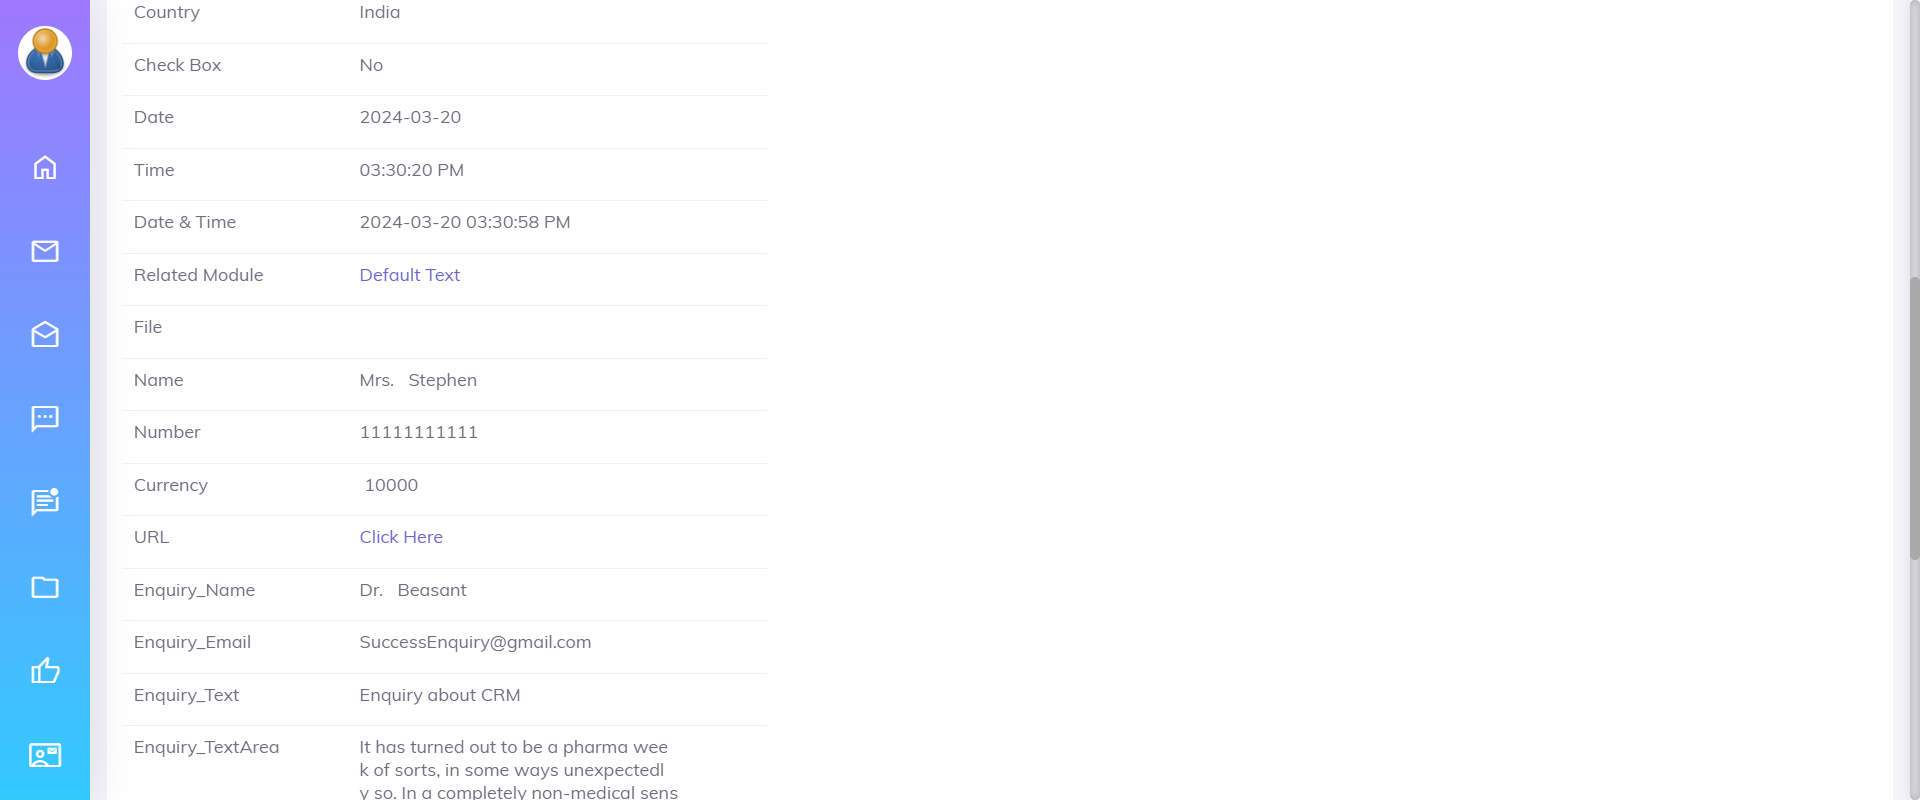 Country India
Check Box No
Date 2024-03-20
Time 03:30:20 PM
Date & Time 2024-03-20 03:30:58 PM
Related Module Default Text
File
Name Mrs. Stephen
Number 11111111111
Currency 10000
URL Click Here
Enquiry_Name Dr. Beasant
Enquiry_Email SuccessEnquiry@gmail.com
Enquiry_Text Enquiry about CRM
Enquiry_TextArea It has turned out to be a pharma wee
k of sorts, in some ways unexpectedl
y so. In a completely non-medical sens